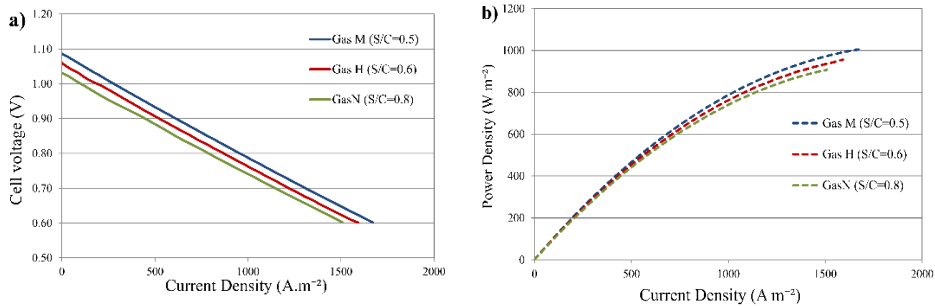 a)
1.20
1.10
1.00
0.90
0.80
0.70
0.60
0.50
Cell voltage (V)
Gas M (S/C=0.5)
Gas H (S/C=0.6)
GasN (S/C=0.8)
0
500
1000
1500
2000
Current Density (A.m⁻²)
b)
1200
1000
800
600
400
200
0
Power Density (W m⁻²)
Gas M (S/C=0.5)
Gas H (S/C=0.6)
GasN (S/C=0.8)
0
500
1000
1500
2000
Current Density (A m⁻²)